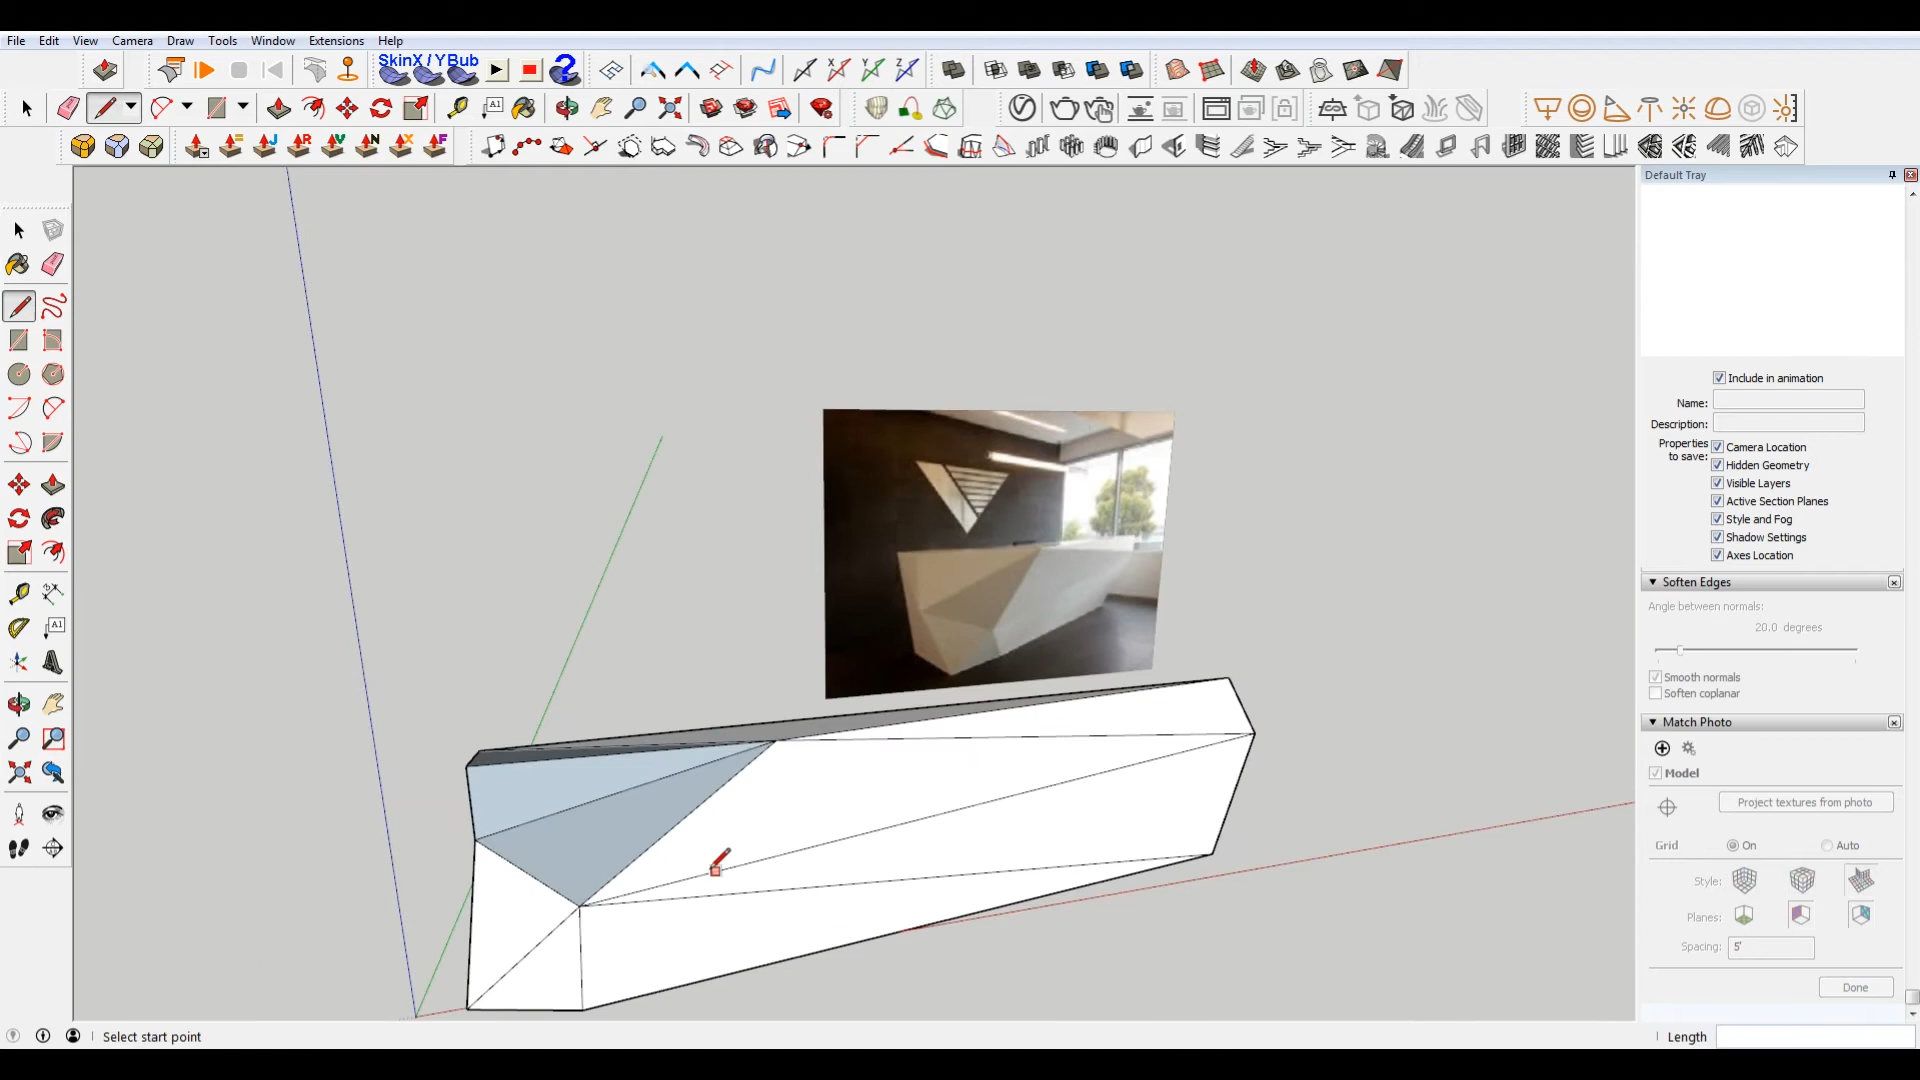 File Edit View Camera Draw Tools Window Extensions Help
SkinX / YBub
A1
Default Tray
Include in animation
Name:
Description:
Properties to save:
Camera Location
Hidden Geometry
Visible Layers
Active Section Planes
Style and Fog
Shadow Settings
Axes Location
Soften Edges
Angle between normals:
20.0 degrees
Smooth normals
Soften coplanar
Match Photo
Model
Project textures from photo
Grid On Auto
Style:
Planes:
Spacing: 5'
Done
A1
Select start point
Length